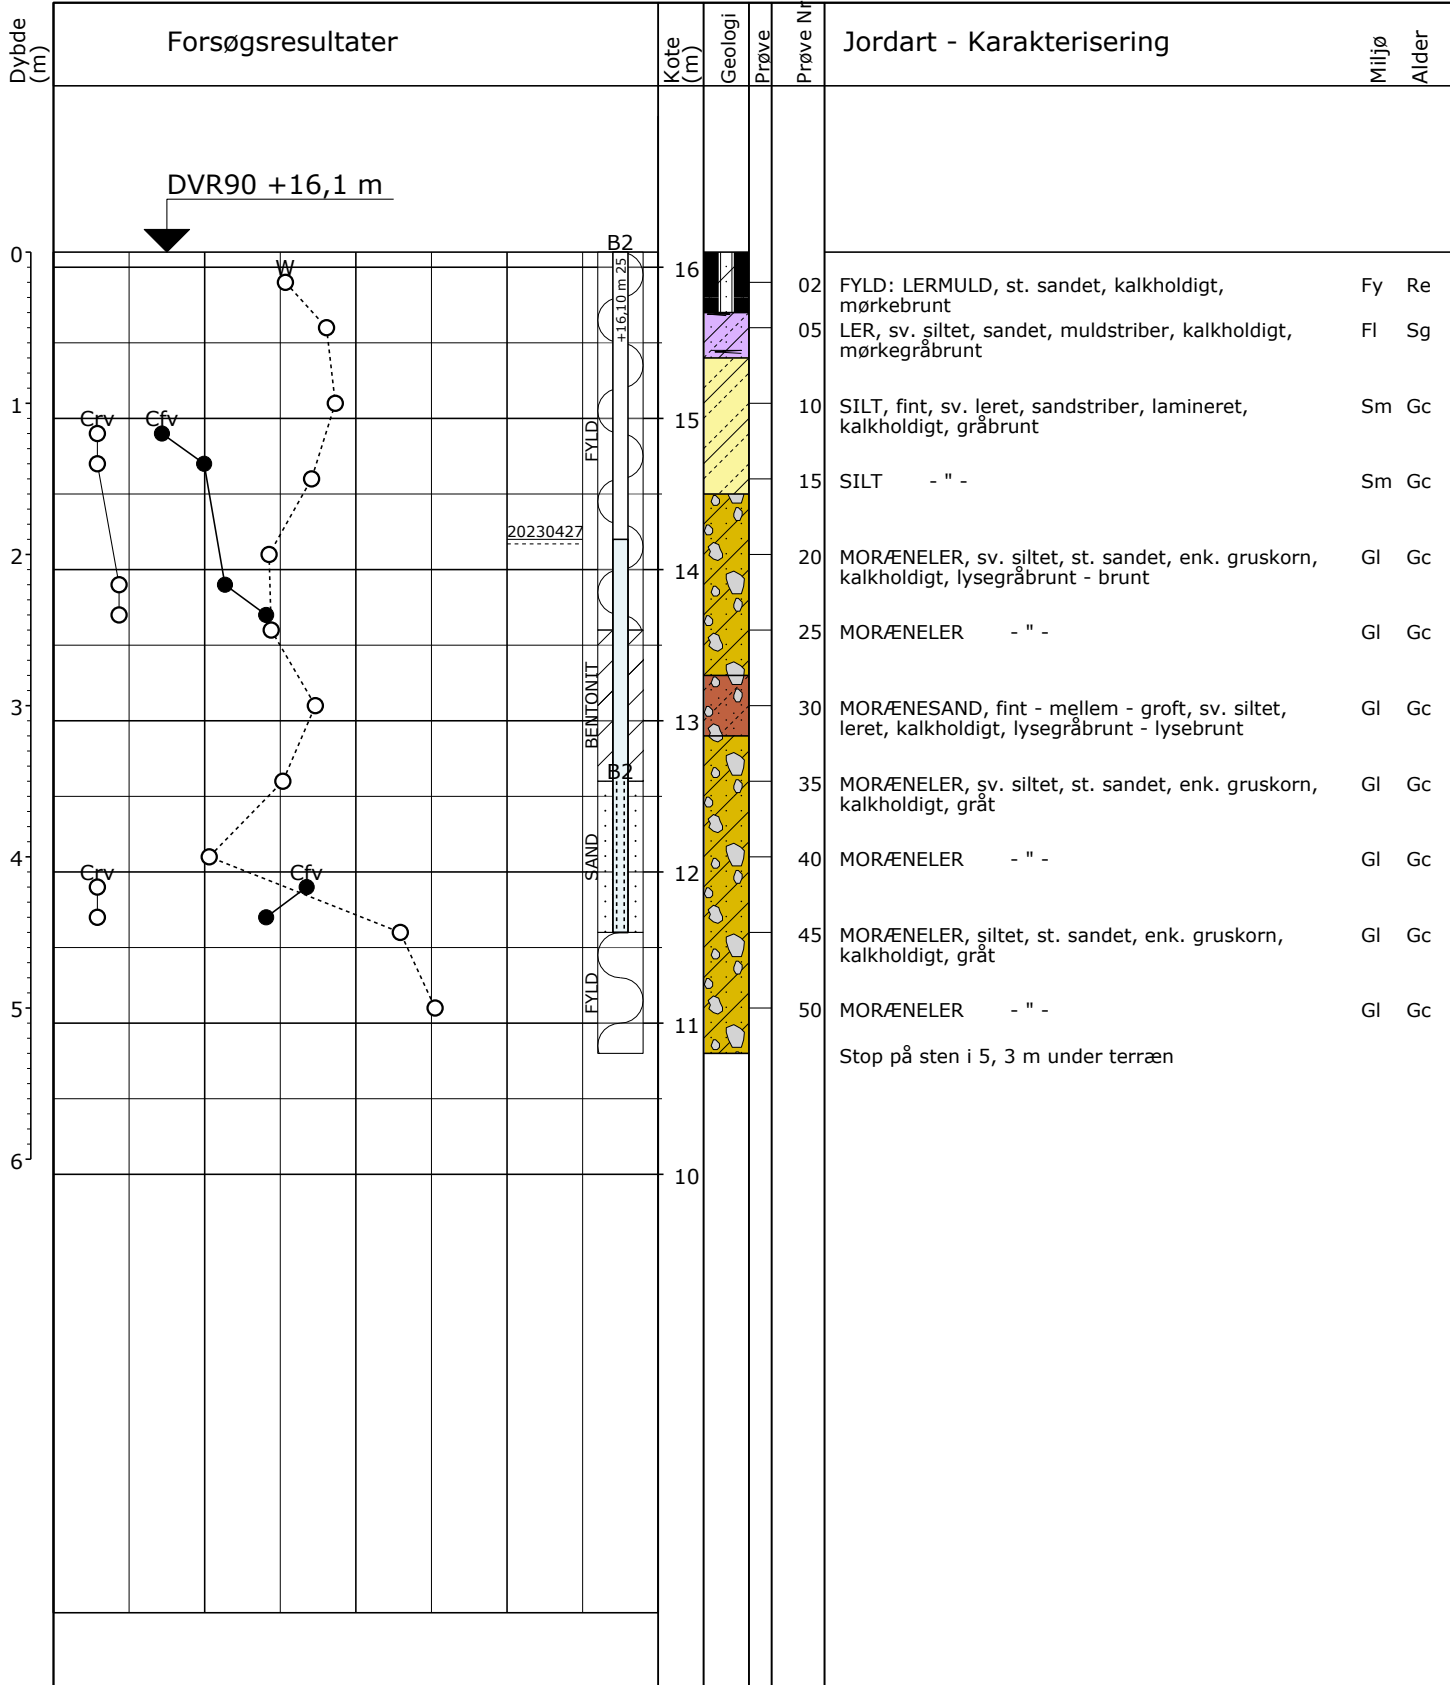 Dybde
(m)
Forsøgsresultater
Kote
(m)
Geologi
Prøve
Prøve Nr
Jordart - Karakterisering
Miljø
Alder
DVR90 +16,1 m
0
1
2
3
4
5
6
B2
+16,10 m 25
W
Crv
Cfv
20230427
FYLD
BENTONIT
B2
SAND
FYLD
Crv
Cfv
16
15
14
13
12
11
10
02 FYLD: LERMULD, st. sandet, kalkholdigt, Fy Re
mørkebrunt
05 LER, sv. siltet, sandet, muldstriber, kalkholdigt, Fl Sg
mørkegråbrunt
10 SILT, fint, sv. leret, sandstriber, lamineret, Sm Gc
kalkholdigt, gråbrunt
15 SILT - " - Sm Gc
20 MORÆNELER, sv. siltet, st. sandet, enk. gruskorn, Gl Gc
kalkholdigt, lysegråbrunt - brunt
25 MORÆNELER - " - Gl Gc
30 MORÆNESAND, fint - mellem - groft, sv. siltet, Gl Gc
leret, kalkholdigt, lysegråbrunt - lysebrunt
35 MORÆNELER, sv. siltet, st. sandet, enk. gruskorn, Gl Gc
kalkholdigt, gråt
40 MORÆNELER - " - Gl Gc
45 MORÆNELER, siltet, st. sandet, enk. gruskorn, Gl Gc
kalkholdigt, gråt
50 MORÆNELER - " - Gl Gc
Stop på sten i 5, 3 m under terræn